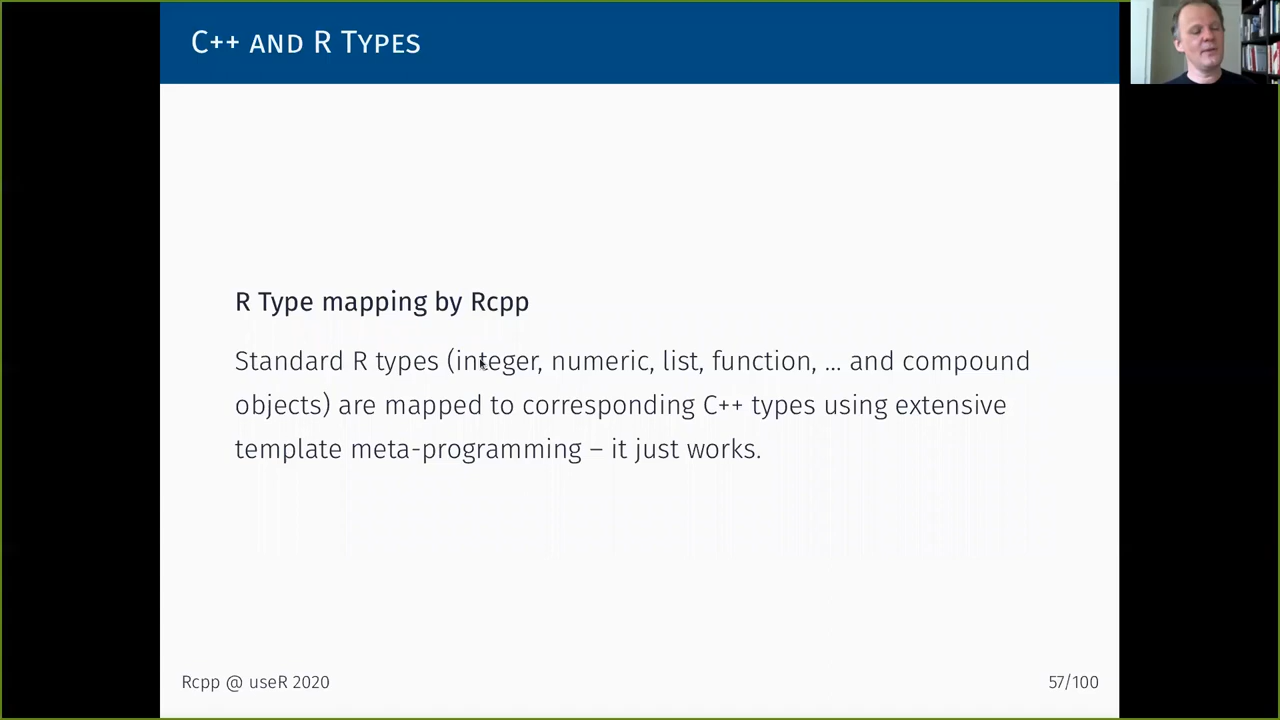 C++ and R Types
R Type mapping by Rcpp
Standard R types (integer, numeric, list, function, ... and compound
objects) are mapped to corresponding C++ types using extensive
template meta-programming – it just works.
Rcpp @ useR 2020
57/100